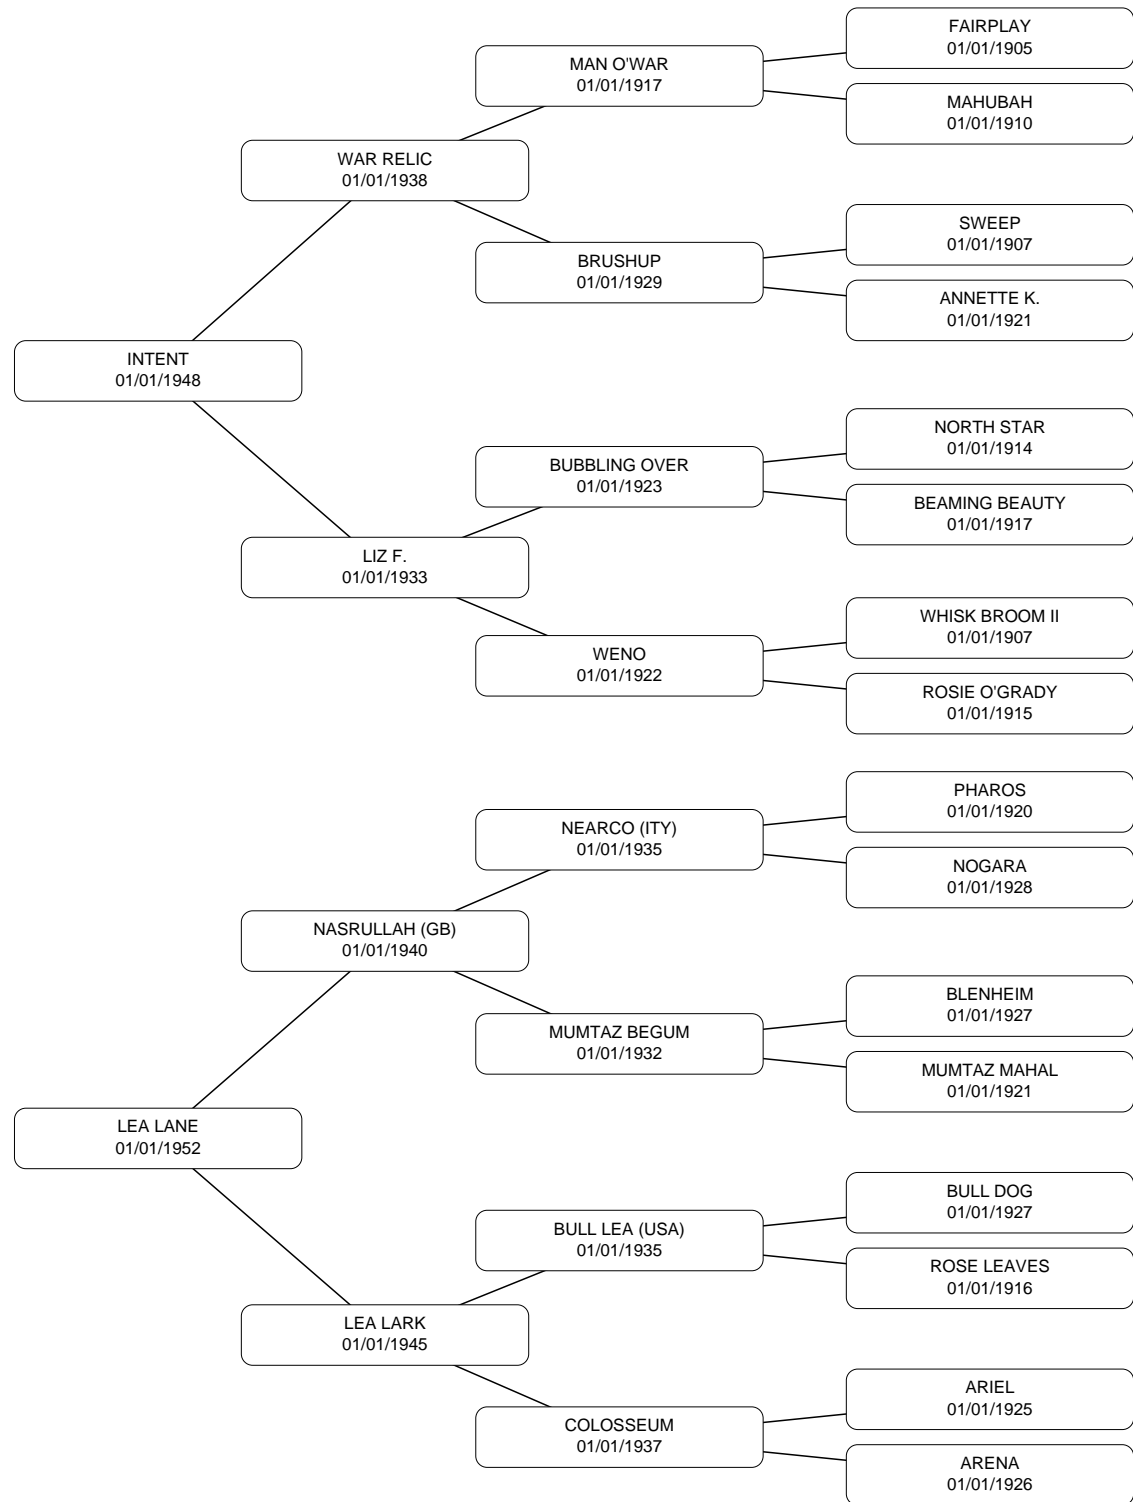 FAIRPLAY
01/01/1905
MAN O'WAR
01/01/1917
MAHUBAH
01/01/1910
WAR RELIC
01/01/1938
SWEEP
01/01/1907
BRUSHUP
01/01/1929
ANNETTE K.
01/01/1921
INTENT
01/01/1948
NORTH STAR
01/01/1914
BUBBLING OVER
01/01/1923
BEAMING BEAUTY
01/01/1917
LIZ F.
01/01/1933
WHISK BROOM II
01/01/1907
WENO
01/01/1922
ROSIE O'GRADY
01/01/1915
PHAROS
01/01/1920
NEARCO (ITY)
01/01/1935
NOGARA
01/01/1928
NASRULLAH (GB)
01/01/1940
BLENHEIM
01/01/1927
MUMTAZ BEGUM
01/01/1932
MUMTAZ MAHAL
01/01/1921
LEA LANE
01/01/1952
BULL DOG
01/01/1927
BULL LEA (USA)
01/01/1935
ROSE LEAVES
01/01/1916
LEA LARK
01/01/1945
ARIEL
01/01/1925
COLOSSEUM
01/01/1937
ARENA
01/01/1926